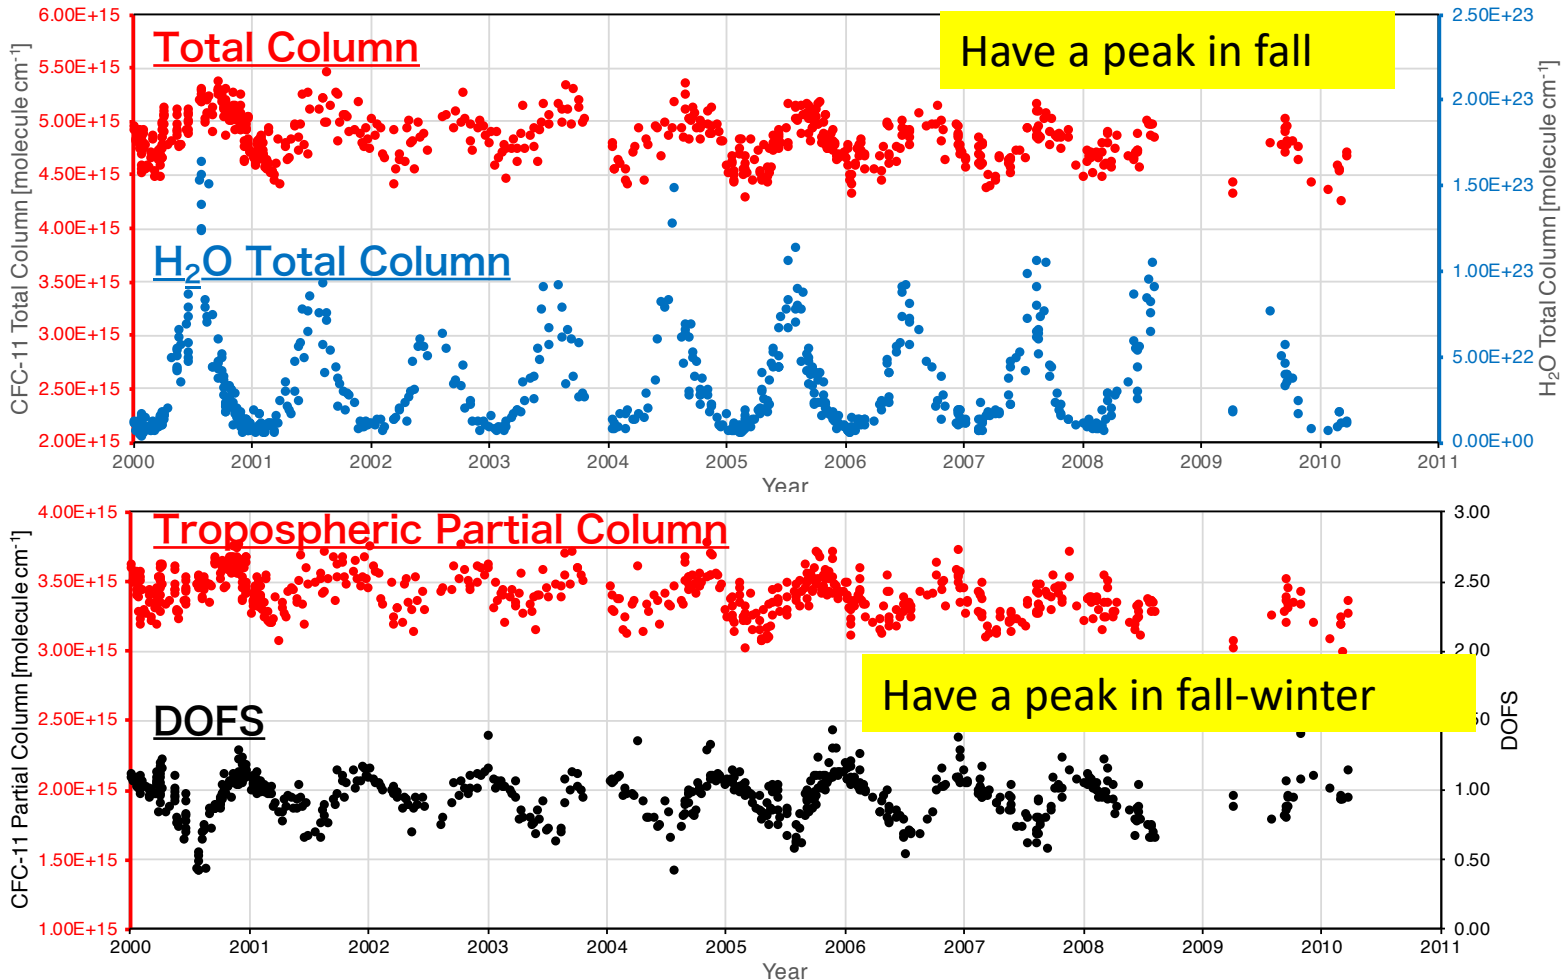 6.00E+15
5.50E+15
5.00E+15
4.50E+15
4.00E+15
3.50E+15
3.00E+15
2.50E+15
2.00E+15
CFC-11 Total Column [molecule cm⁻¹]
Total Column
Have a peak in fall
H₂O Total Column
2.50E+23
2.00E+23
1.50E+23
1.00E+23
5.00E+22
0.00E+00
H₂O Total Column [molecule cm⁻¹]
2000 2001 2002 2003 2004 2005 2006 2007 2008 2009 2010 2011
Year
4.00E+15
3.50E+15
3.00E+15
2.50E+15
2.00E+15
1.50E+15
1.00E+15
CFC-11 Partial Column [molecule cm⁻¹]
Tropospheric Partial Column
Have a peak in fall-winter
DOFS
3.00
2.50
2.00
50
1.00
0.50
0.00
DOFS
2000 2001 2002 2003 2004 2005 2006 2007 2008 2009 2010 2011
Year